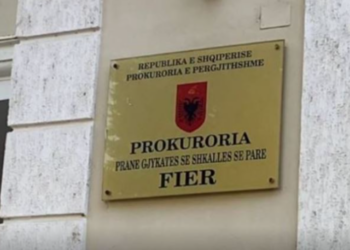 REPUBLIKA E SHQIPERISE
PROKURORIA E PERGJITHSHME
PROKURORIA
PRANE GJYKATES SE SHKALLES SE PARE
FIER